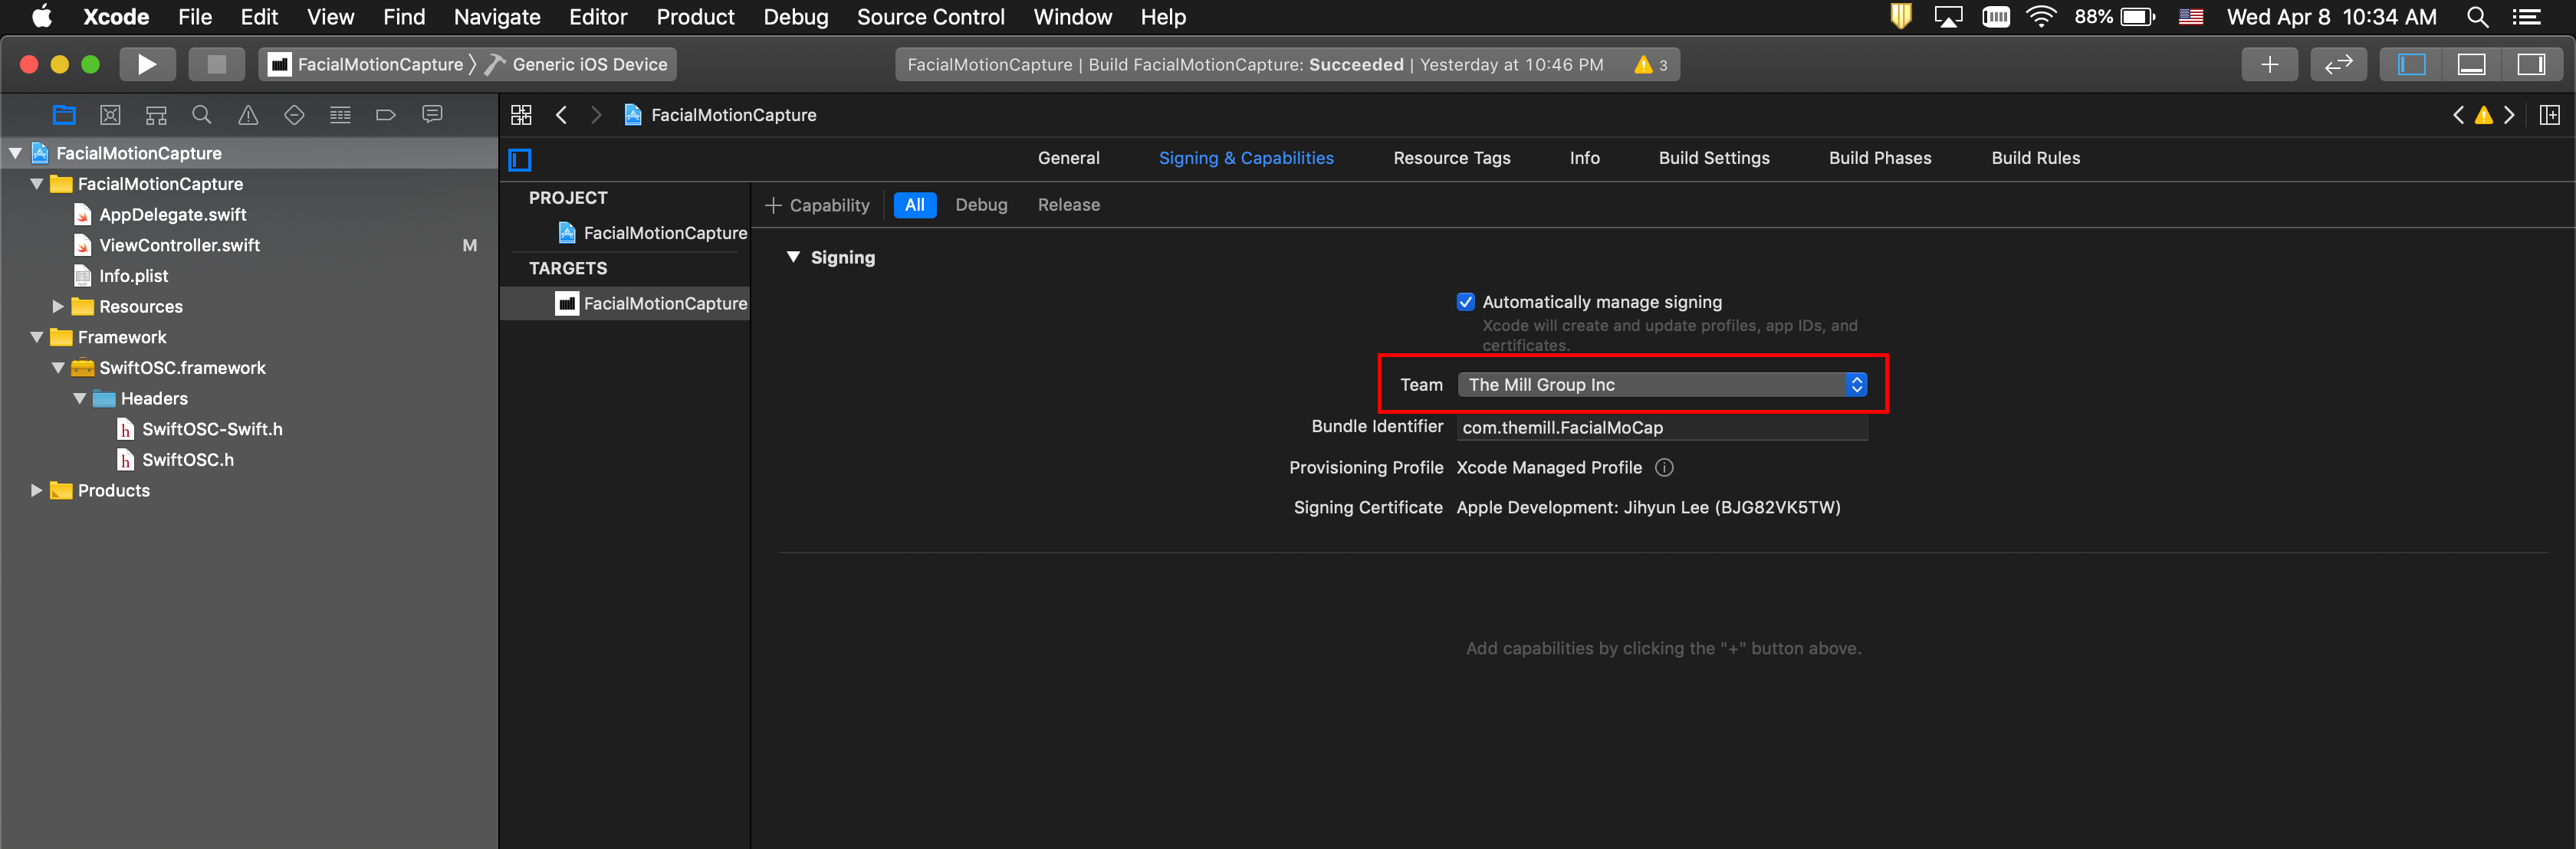 Xcode File Edit View Find Navigate Editor Product Debug Source Control Window Help 88% Wed Apr 8 10:34 AM
FacialMotionCapture Generic iOS Device FacialMotionCapture | Build FacialMotionCapture: Succeeded | Yesterday at 10:46 PM 3
FacialMotionCapture
FacialMotionCapture
AppDelegate.swift
ViewController.swift M
Info.plist
Resources
Framework
SwiftOSC.framework
Headers
SwiftOSC-Swift.h
SwiftOSC.h
Products
FacialMotionCapture
General Signing & Capabilities Resource Tags Info Build Settings Build Phases Build Rules
PROJECT
FacialMotionCapture
TARGETS
FacialMotionCapture
+ Capability All Debug Release
Signing
Automatically manage signing
Xcode will create and update profiles, app IDs, and
certificates.
Team The Mill Group Inc
Bundle Identifier com.themill.FacialMoCap
Provisioning Profile Xcode Managed Profile
Signing Certificate Apple Development: Jihyun Lee (BJG82VK5TW)
Add capabilities by clicking the "+" button above.